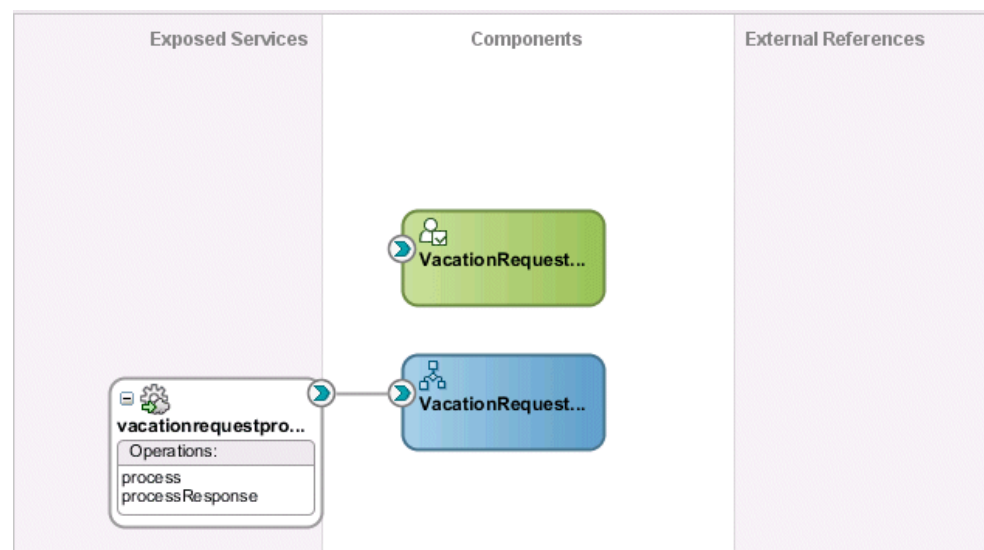 Exposed Services
Components
External References
VacationRequest...
VacationRequest...
vacationrequestpro...
Operations:
process
processResponse